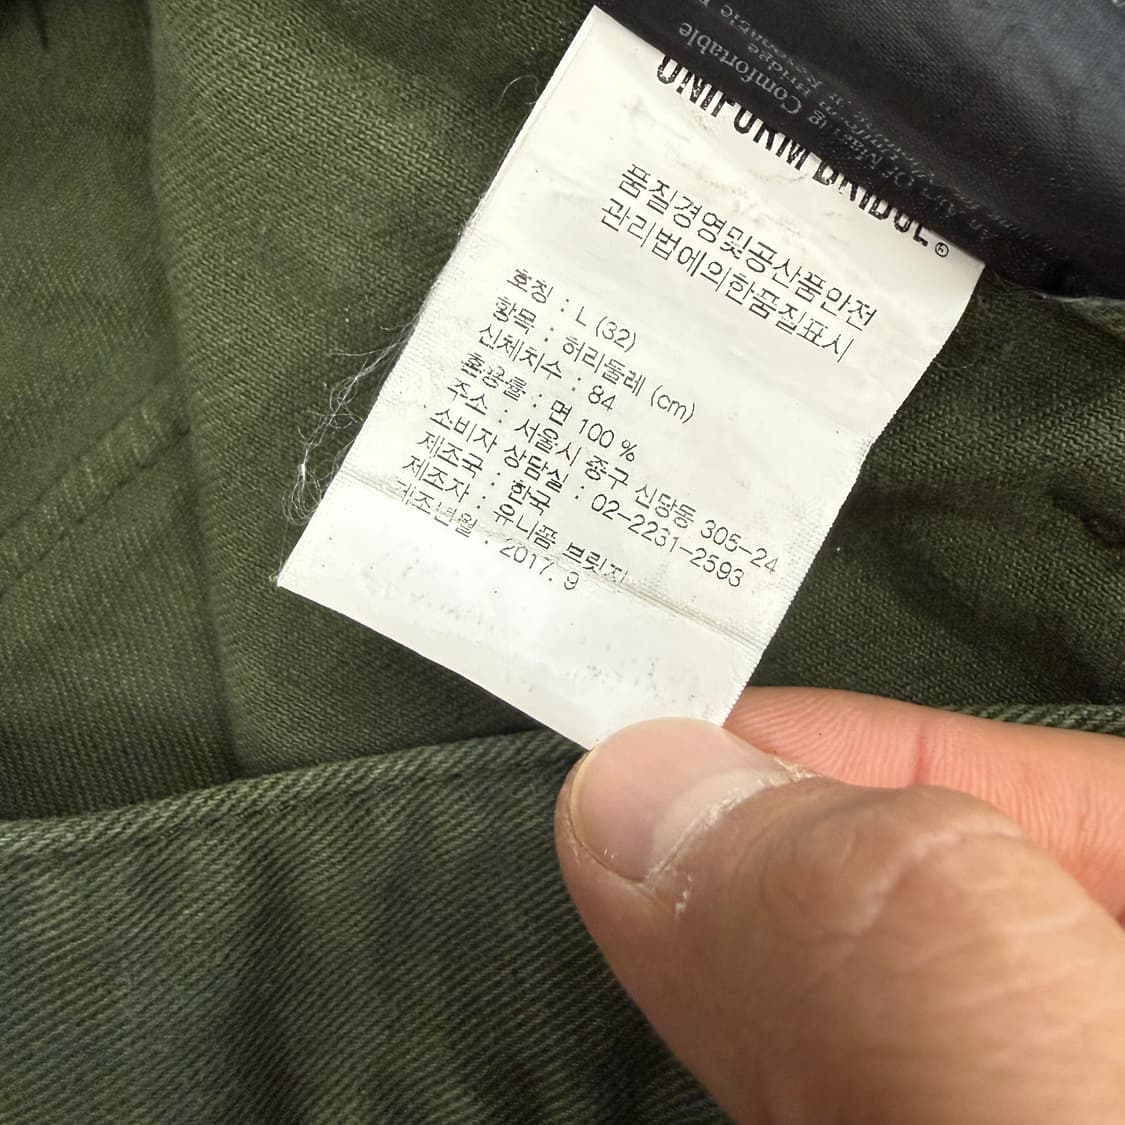 UNIFORM BRIDGE®
품질경영및공산품안전
관리법에의한품질표시
호칭 : L (32)
항목 : 허리둘레 (cm)
신체치수 : 84
혼용률 : 면 100 %
주소 : 서울시 중구 신당동 305-24
소비자 상담실 : 02-2231-2593
제조국 : 한국
제조자 : 유니폼 브릿지
제조년월 : 2017. 9
Making Comfortable